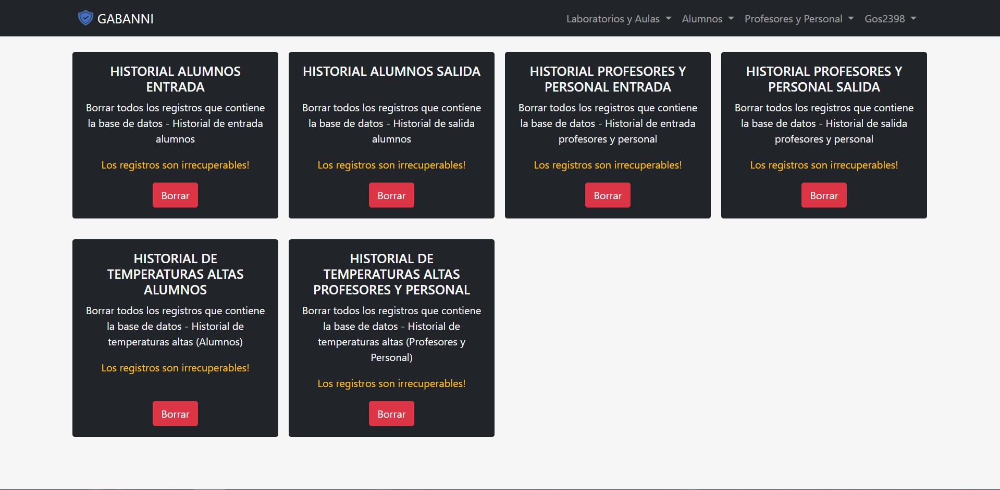 GABANNI
Laboratorios y Aulas
Alumnos
Profesores y Personal
Gos2398
HISTORIAL ALUMNOS
ENTRADA
Borrar todos los registros que contiene
la base de datos - Historial de entrada
alumnos
Los registros son irrecuperables!
Borrar
HISTORIAL ALUMNOS SALIDA
Borrar todos los registros que contiene
la base de datos - Historial de salida
alumnos
Los registros son irrecuperables!
Borrar
HISTORIAL PROFESORES Y
PERSONAL ENTRADA
Borrar todos los registros que contiene
la base de datos - Historial de entrada
profesores y personal
Los registros son irrecuperables!
Borrar
HISTORIAL PROFESORES Y
PERSONAL SALIDA
Borrar todos los registros que contiene
la base de datos - Historial de salida
profesores y personal
Los registros son irrecuperables!
Borrar
HISTORIAL DE
TEMPERATURAS ALTAS
ALUMNOS
Borrar todos los registros que contiene
la base de datos - Historial de
temperaturas altas (Alumnos)
Los registros son irrecuperables!
Borrar
HISTORIAL DE
TEMPERATURAS ALTAS
PROFESORES Y PERSONAL
Borrar todos los registros que contiene
la base de datos - Historial de
temperaturas altas (Profesores y
Personal)
Los registros son irrecuperables!
Borrar